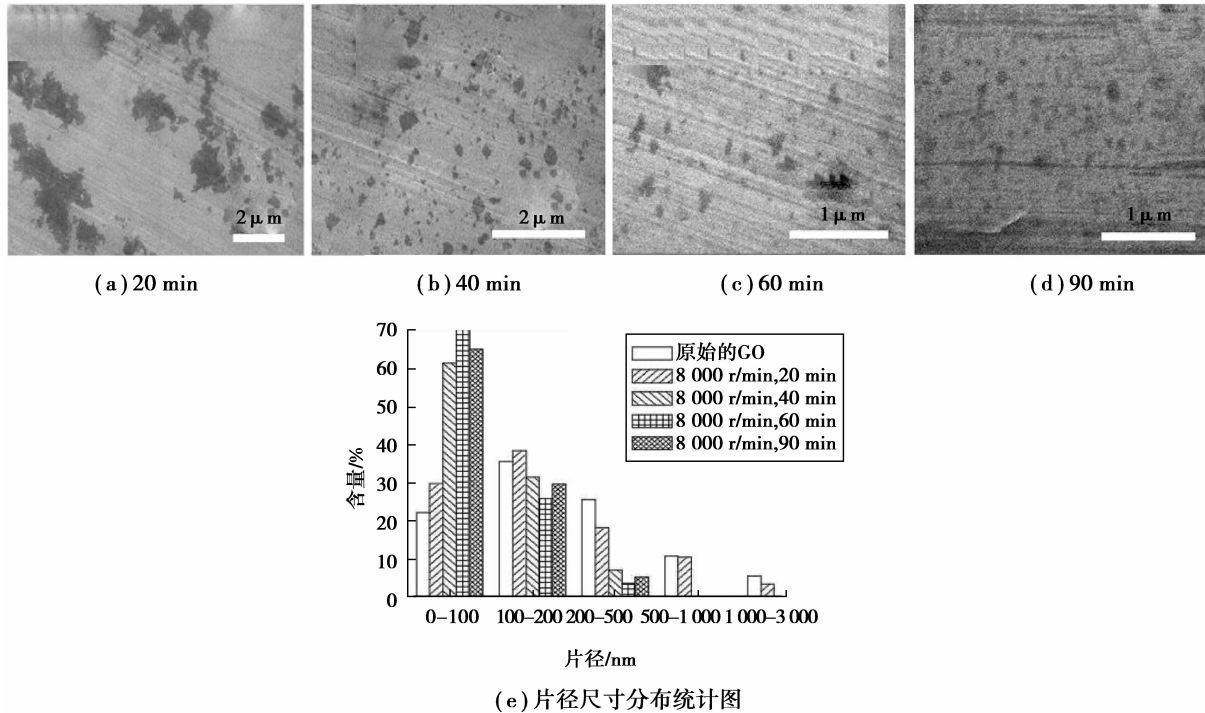 2 μm
2 μm
1 μm
1 μm
(a)20 min
(b)40 min
(c)60 min
(d)90 min
70
60
50
40
30
20
10
0
含量/%
原始的GO
8 000 r/min,20 min
8 000 r/min,40 min
8 000 r/min,60 min
8 000 r/min,90 min
0–100
100–200
200–500
500–1 000
1 000–3 000
片径/nm
(e)片径尺寸分布统计图